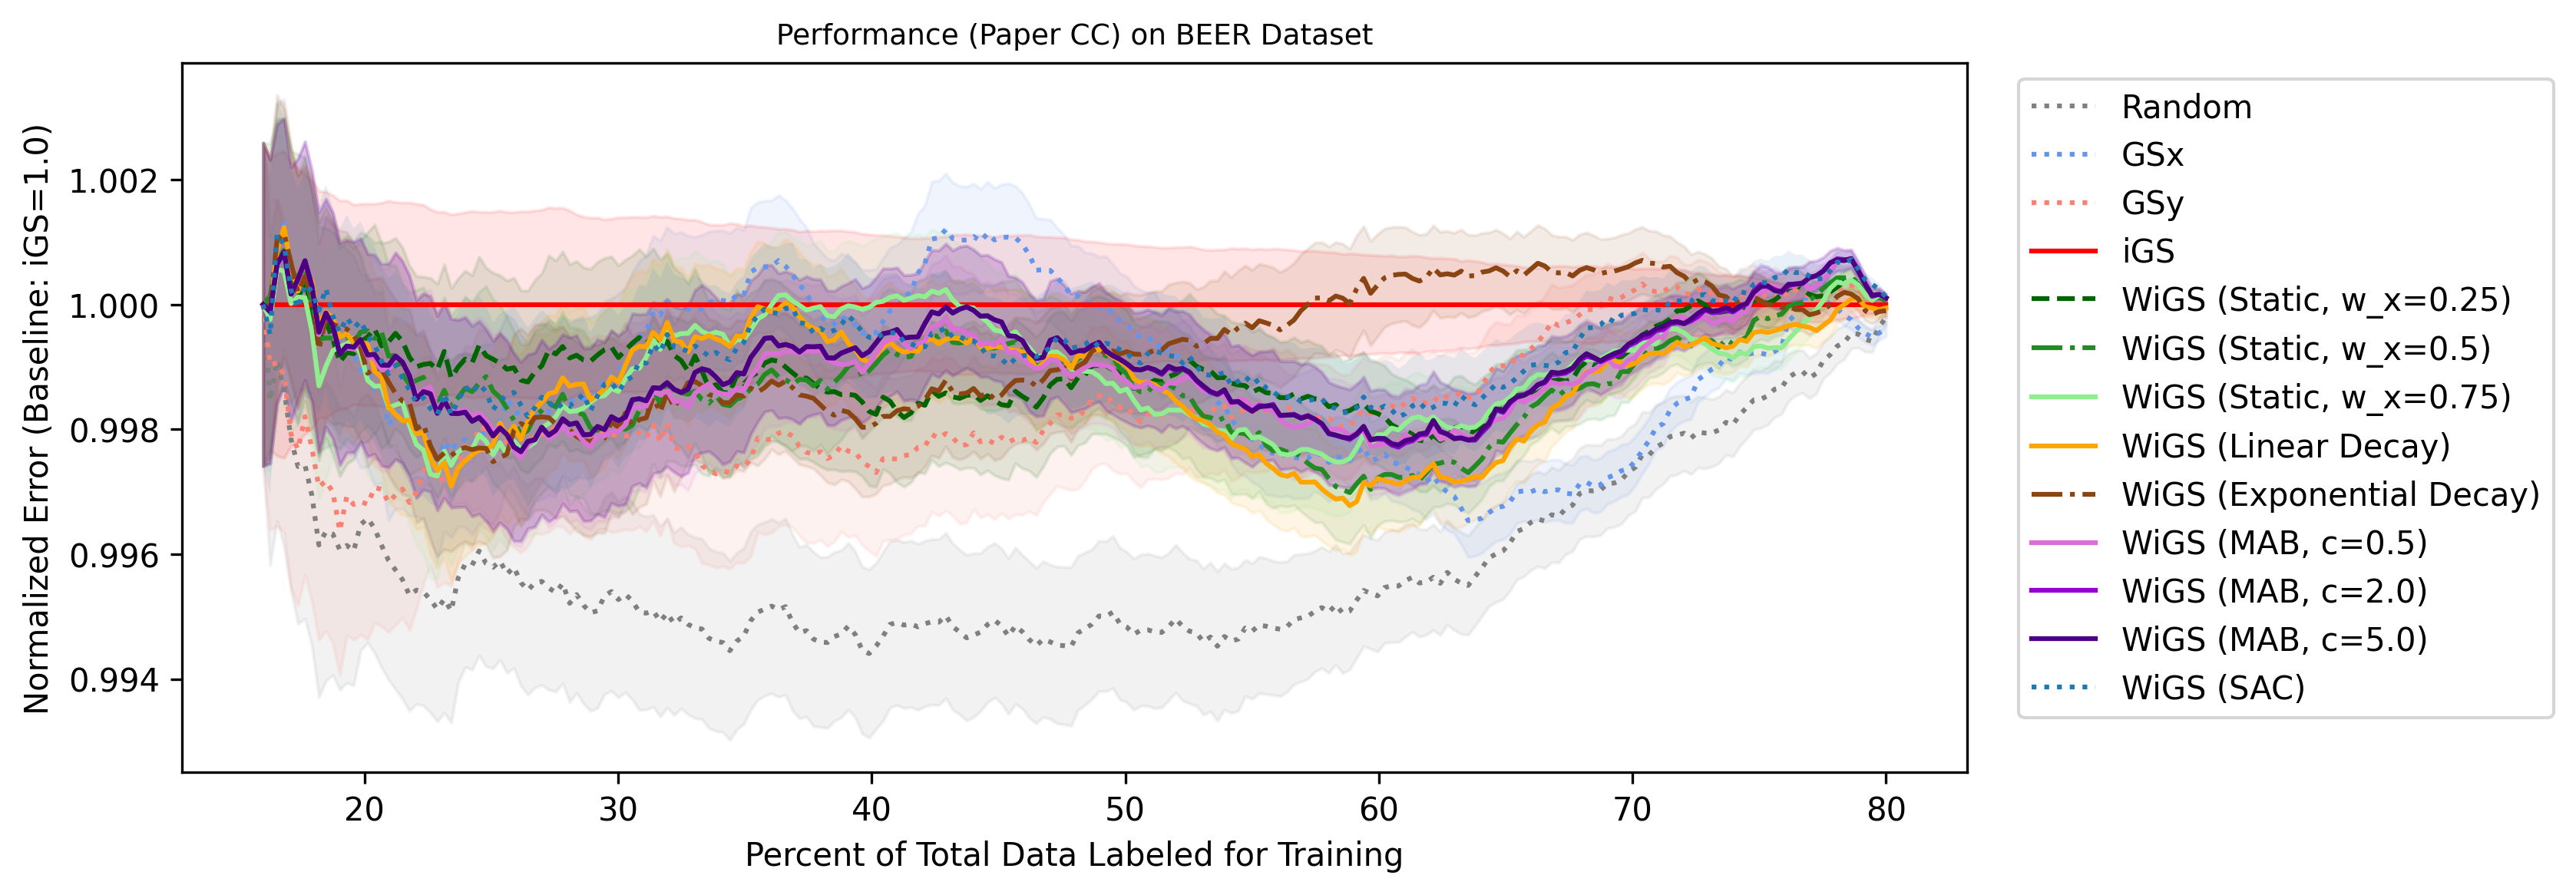 Performance (Paper CC) on BEER Dataset
Normalized Error (Baseline: iGS=1.0)
1.002
1.000
0.998
0.996
0.994
20
30
40
50
60
70
80
Percent of Total Data Labeled for Training
Random
GSx
GSy
iGS
WiGS (Static, w_x=0.25)
WiGS (Static, w_x=0.5)
WiGS (Static, w_x=0.75)
WiGS (Linear Decay)
WiGS (Exponential Decay)
WiGS (MAB, c=0.5)
WiGS (MAB, c=2.0)
WiGS (MAB, c=5.0)
WiGS (SAC)